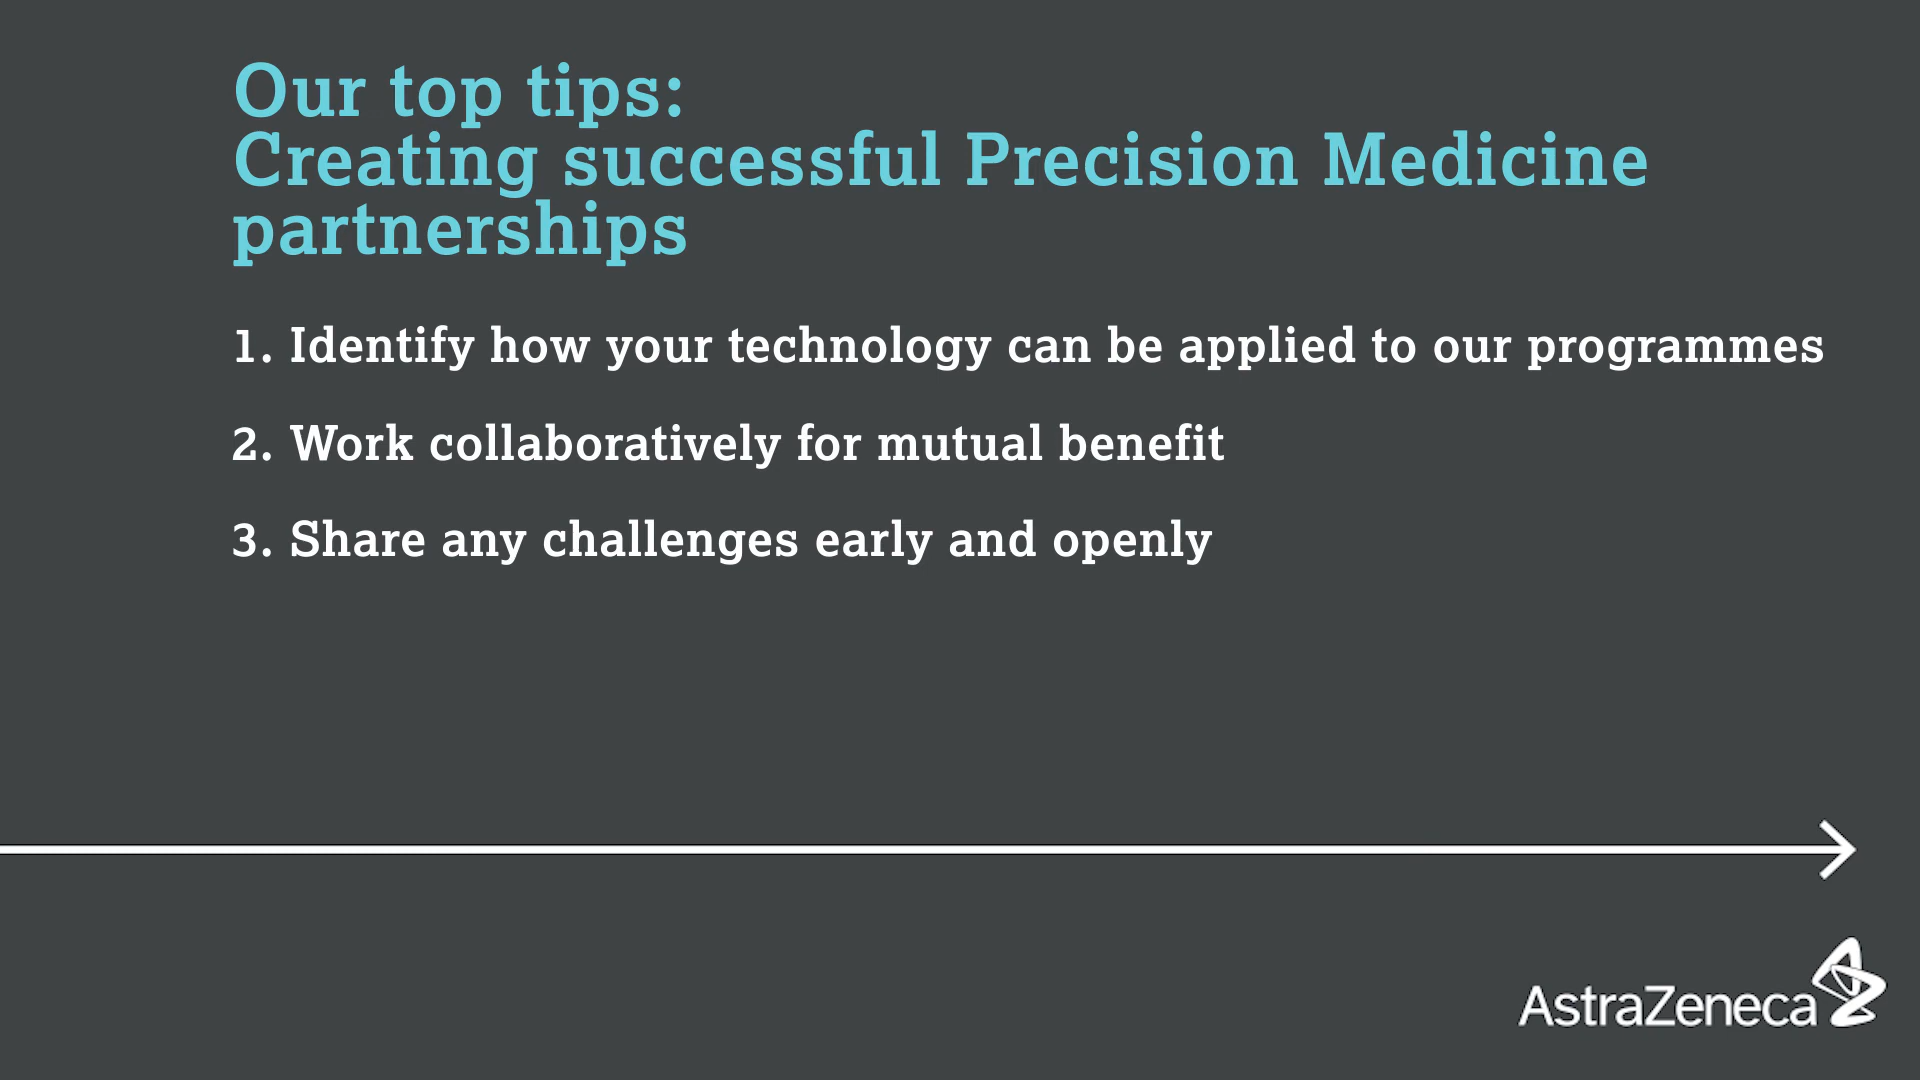 Our top tips:
Creating successful Precision Medicine
partnerships
1. Identify how your technology can be applied to our programmes
2. Work collaboratively for mutual benefit
3. Share any challenges early and openly
AstraZeneca